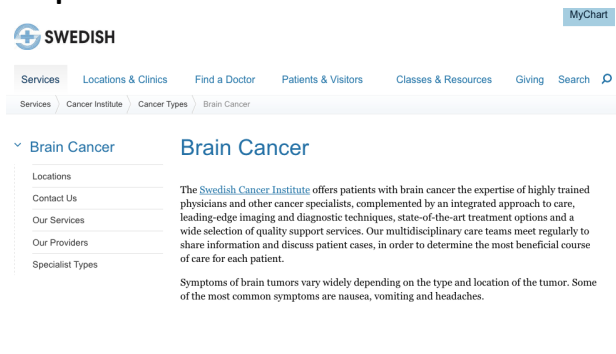 MyChart
SWEDISH
Services Locations & Clinics Find a Doctor Patients & Visitors Classes & Resources Giving Search
Services Cancer Institute Cancer Types Brain Cancer
Brain Cancer
Locations
Contact Us
Our Services
Our Providers
Specialist Types
Brain Cancer
The Swedish Cancer Institute offers patients with brain cancer the expertise of highly trained
physicians and other cancer specialists, complemented by an integrated approach to care,
leading-edge imaging and diagnostic techniques, state-of-the-art treatment options and a
wide selection of quality support services. Our multidisciplinary care teams meet regularly to
share information and discuss patient cases, in order to determine the most beneficial course
of care for each patient.
Symptoms of brain tumors vary widely depending on the type and location of the tumor. Some
of the most common symptoms are nausea, vomiting and headaches.